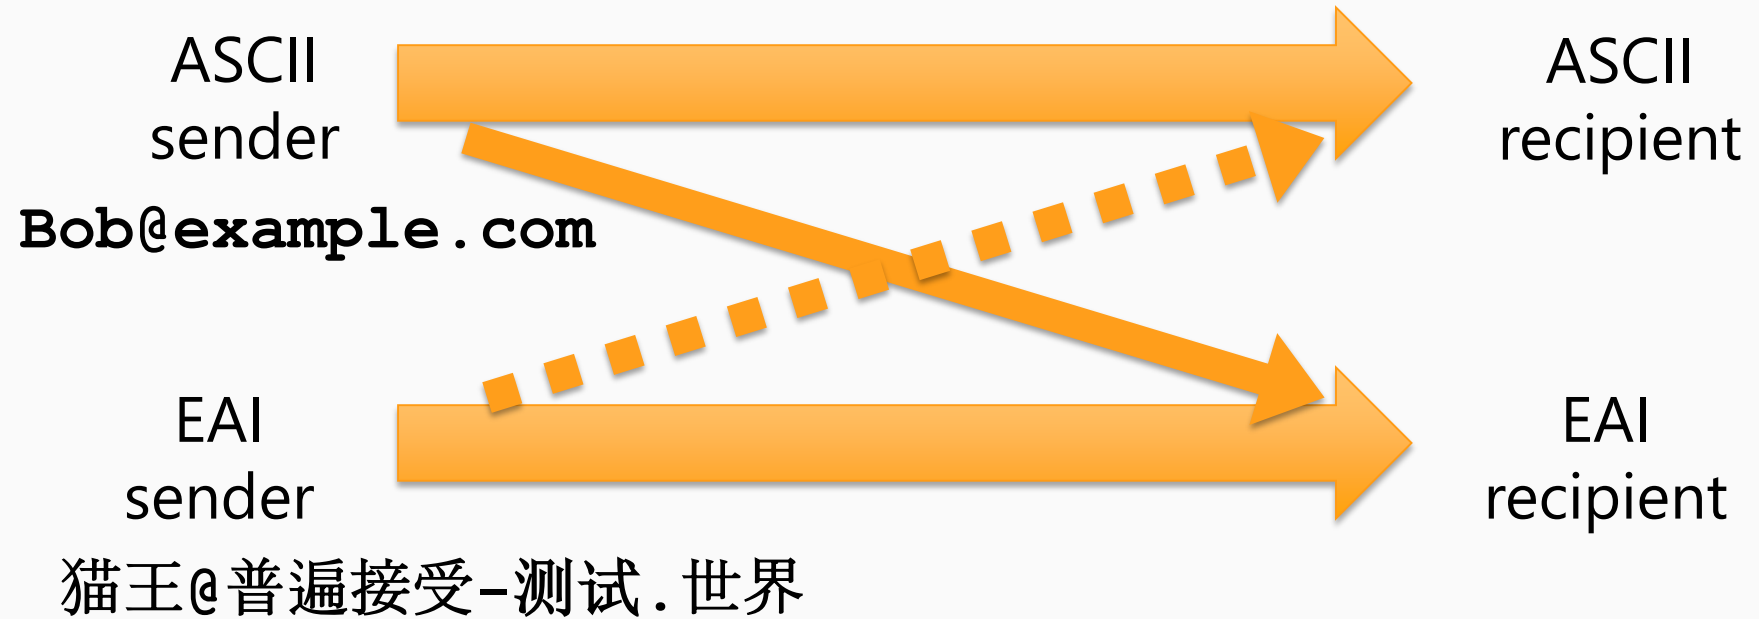 ASCII
sender
ASCII
recipient
Bob@example.com
EAI
sender
EAI
recipient
猫王@普遍接受-测试.世界